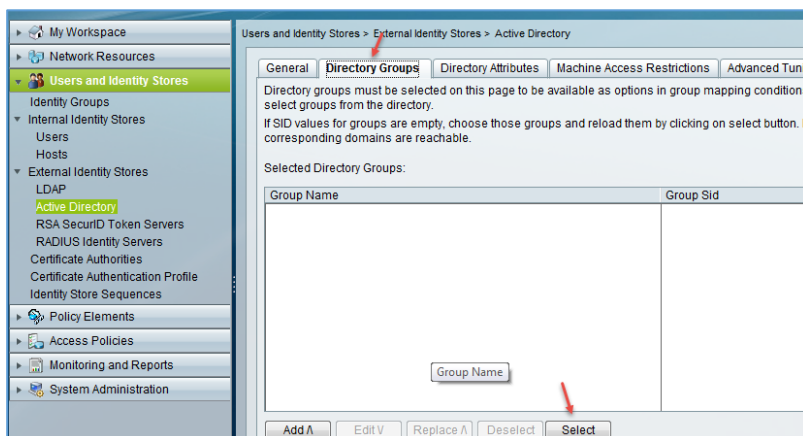 My Workspace
Network Resources
Users and Identity Stores
Identity Groups
Internal Identity Stores
Users
Hosts
External Identity Stores
LDAP
Active Directory
RSA SecurID Token Servers
RADIUS Identity Servers
Certificate Authorities
Certificate Authentication Profile
Identity Store Sequences
Policy Elements
Access Policies
Monitoring and Reports
System Administration
Users and Identity Stores > External Identity Stores > Active Directory
General Directory Groups Directory Attributes Machine Access Restrictions Advanced Tun
Directory groups must be selected on this page to be available as options in group mapping condition
select groups from the directory.
If SID values for groups are empty, choose those groups and reload them by clicking on select button.
corresponding domains are reachable.
Selected Directory Groups:
Group Name Group Sid
Group Name
Add /\ Edit \/ Replace /\ Deselect Select